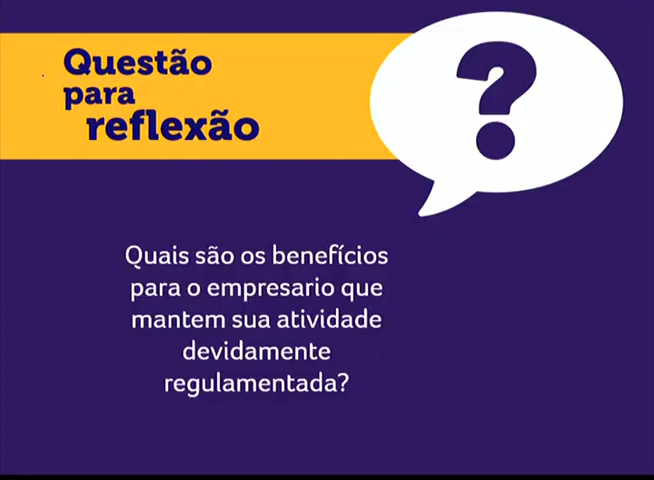 Questão
para
reflexão
?
Quais são os benefícios
para o empresario que
mantem sua atividade
devidamente
regulamentada?